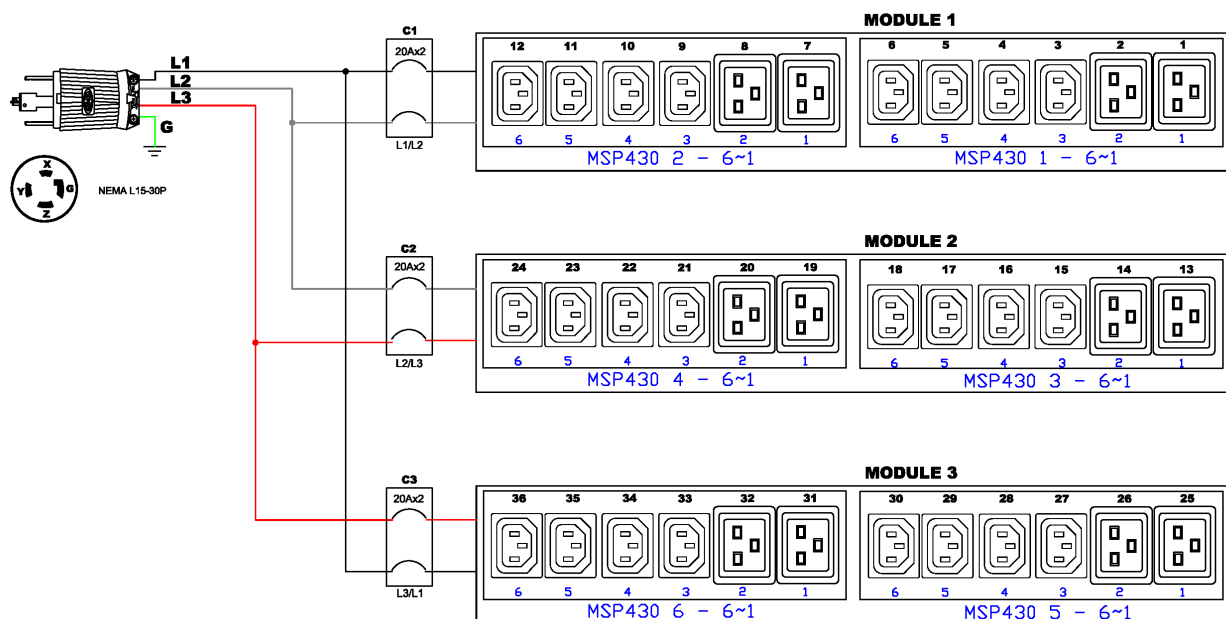 MODULE 1
C1
20Ax2
L1/L2
12 11 10 9 8 7
6 5 4 3 2 1
MSP430 2 - 6~1
6 5 4 3 2 1
6 5 4 3 2 1
MSP430 1 - 6~1
L1
L2
L3
G
X
Y
G
Z
NEMA L15-30P
MODULE 2
C2
20Ax2
L2/L3
24 23 22 21 20 19
6 5 4 3 2 1
MSP430 4 - 6~1
18 17 16 15 14 13
6 5 4 3 2 1
MSP430 3 - 6~1
MODULE 3
C3
20Ax2
L3/L1
36 35 34 33 32 31
6 5 4 3 2 1
MSP430 6 - 6~1
30 29 28 27 26 25
6 5 4 3 2 1
MSP430 5 - 6~1